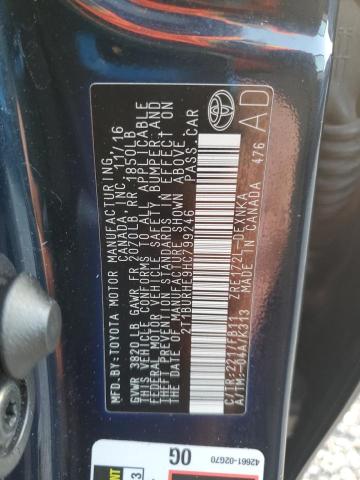 MFD.BY:TOYOTA MOTOR MANUFACTURING,
CANADA, INC. 11/16
GVWR 3820LB GAWR FR 2070LB RR 1850LB
THIS VEHICLE CONFORMS TO ALL APPLICABLE
FEDERAL MOTOR VEHICLE SAFETY, BUMPER AND
THEFT PREVENTION STANDARDS IN EFFECT ON
THE DATE OF MANUFACTURE SHOWN ABOVE.
2T1BURHE9HC799246 PASS.CAR
C/TR:221/FB11 ZRE172L-DEXNKA
A/TM:-04A/K313 MADE IN CANADA
476
AD
TOYOTA
42661-02G70
0G